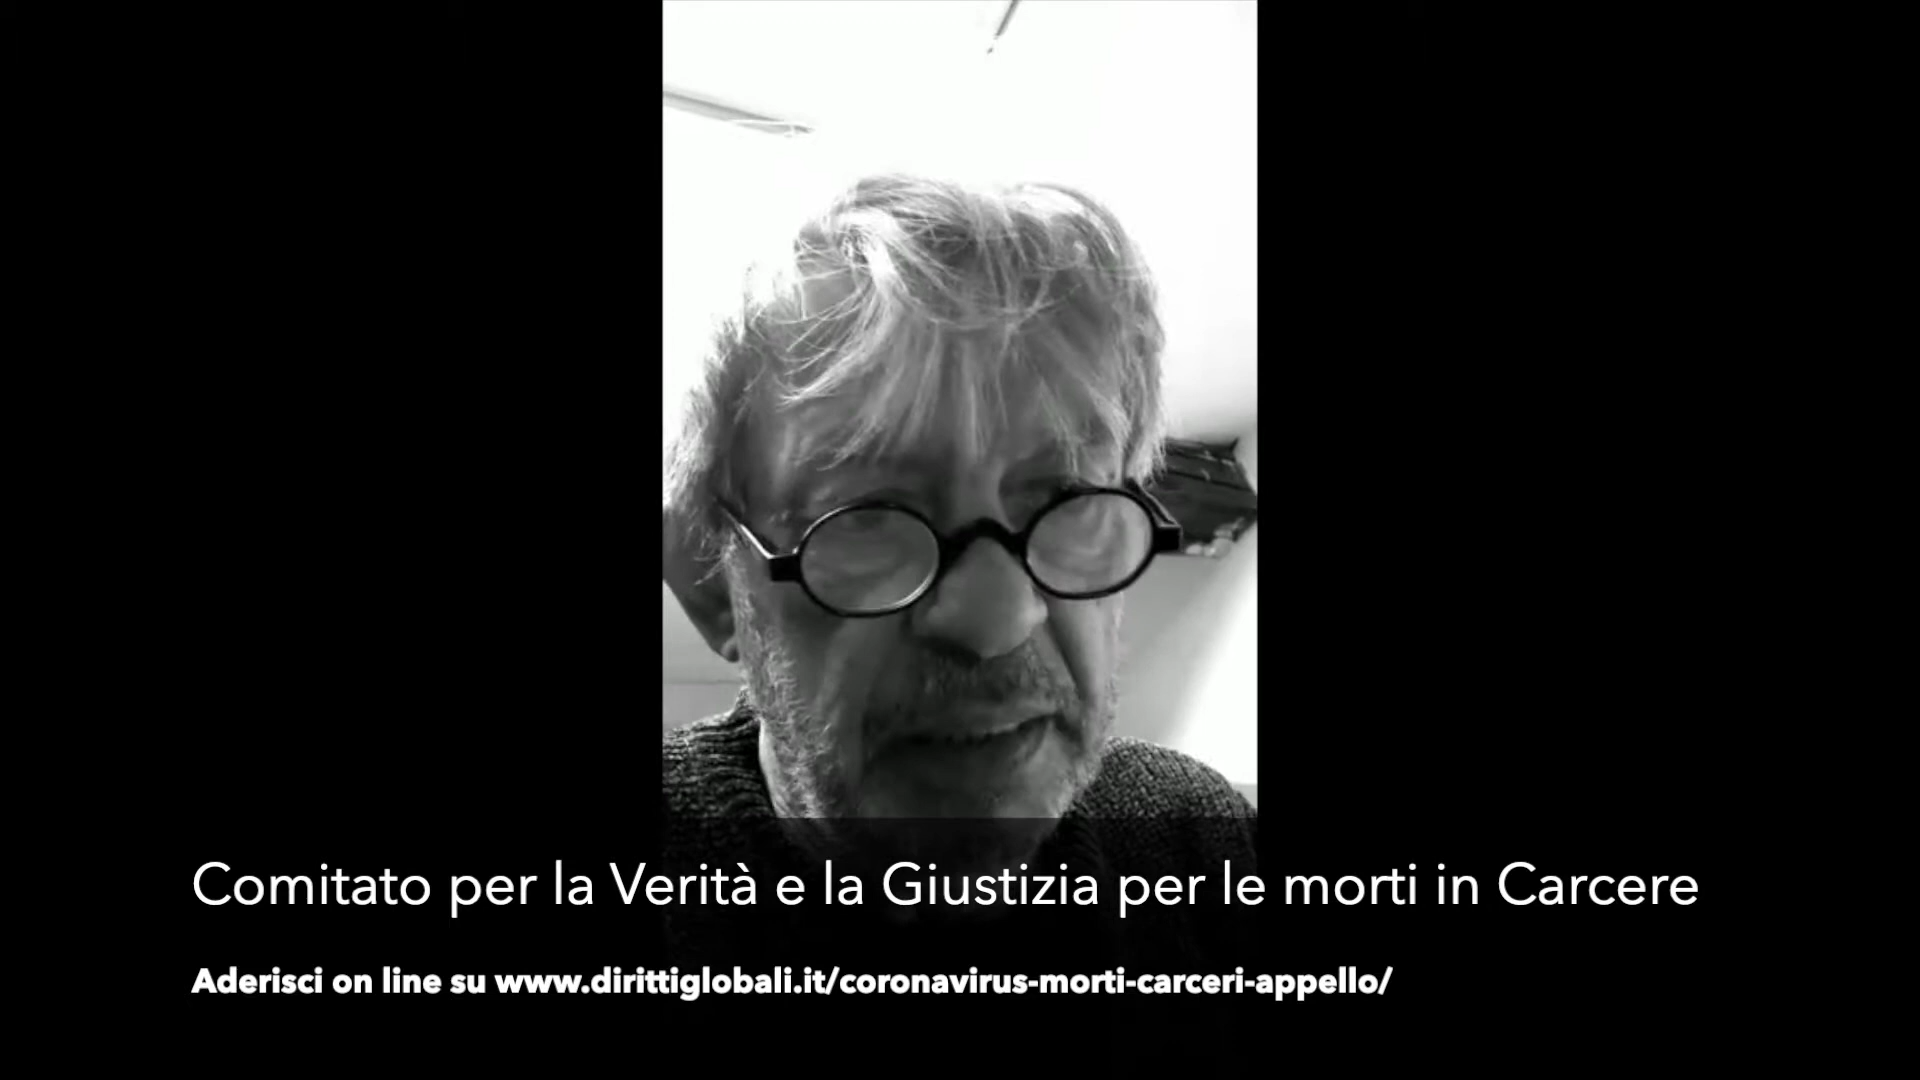 Comitato per la Verità e la Giustizia per le morti in Carcere
Aderisci on line su www.dirittiglobali.it/coronavirus-morti-carceri-appello/